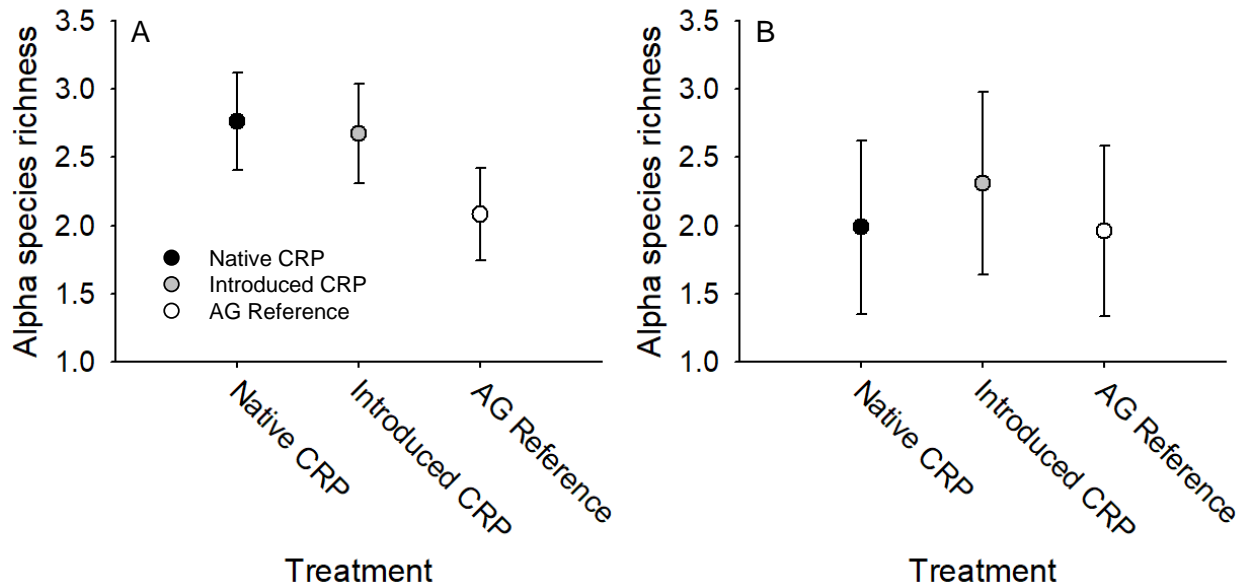 A
Alpha species richness
3.5
3.0
2.5
2.0
1.5
1.0
Native CRP
Introduced CRP
AG Reference
Native CRP
Introduced CRP
AG Reference
Treatment
B
Alpha species richness
3.5
3.0
2.5
2.0
1.5
1.0
Native CRP
Introduced CRP
AG Reference
Treatment